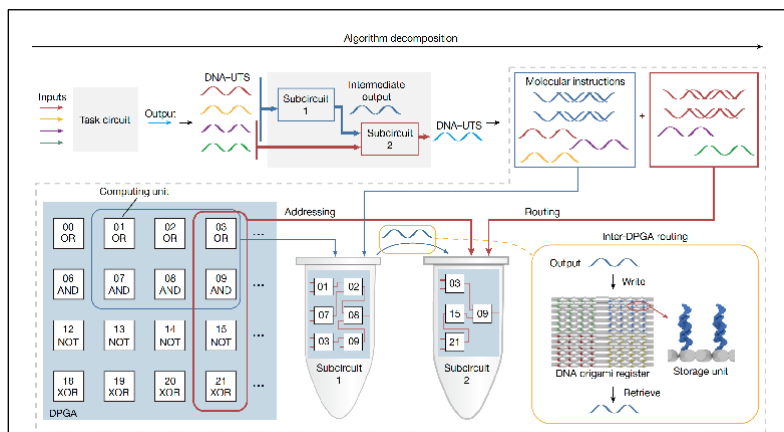 Algorithm decomposition
DNA–UTS
Inputs
Task circuit
Output
Subcircuit
1
Intermediate
output
Subcircuit
2
DNA–UTS
Molecular instructions
+
Computing unit
Addressing
Routing
00
OR
01
OR
02
OR
03
OR
...
06
AND
07
AND
08
AND
09
AND
...
12
NOT
13
NOT
14
NOT
15
NOT
...
18
XOR
19
XOR
20
XOR
21
XOR
...
DPGA
01
02
07
08
03
09
Subcircuit
1
03
15
09
21
Subcircuit
2
Inter-DPGA routing
Output
Write
DNA origami register
Storage
unit
Retrieve